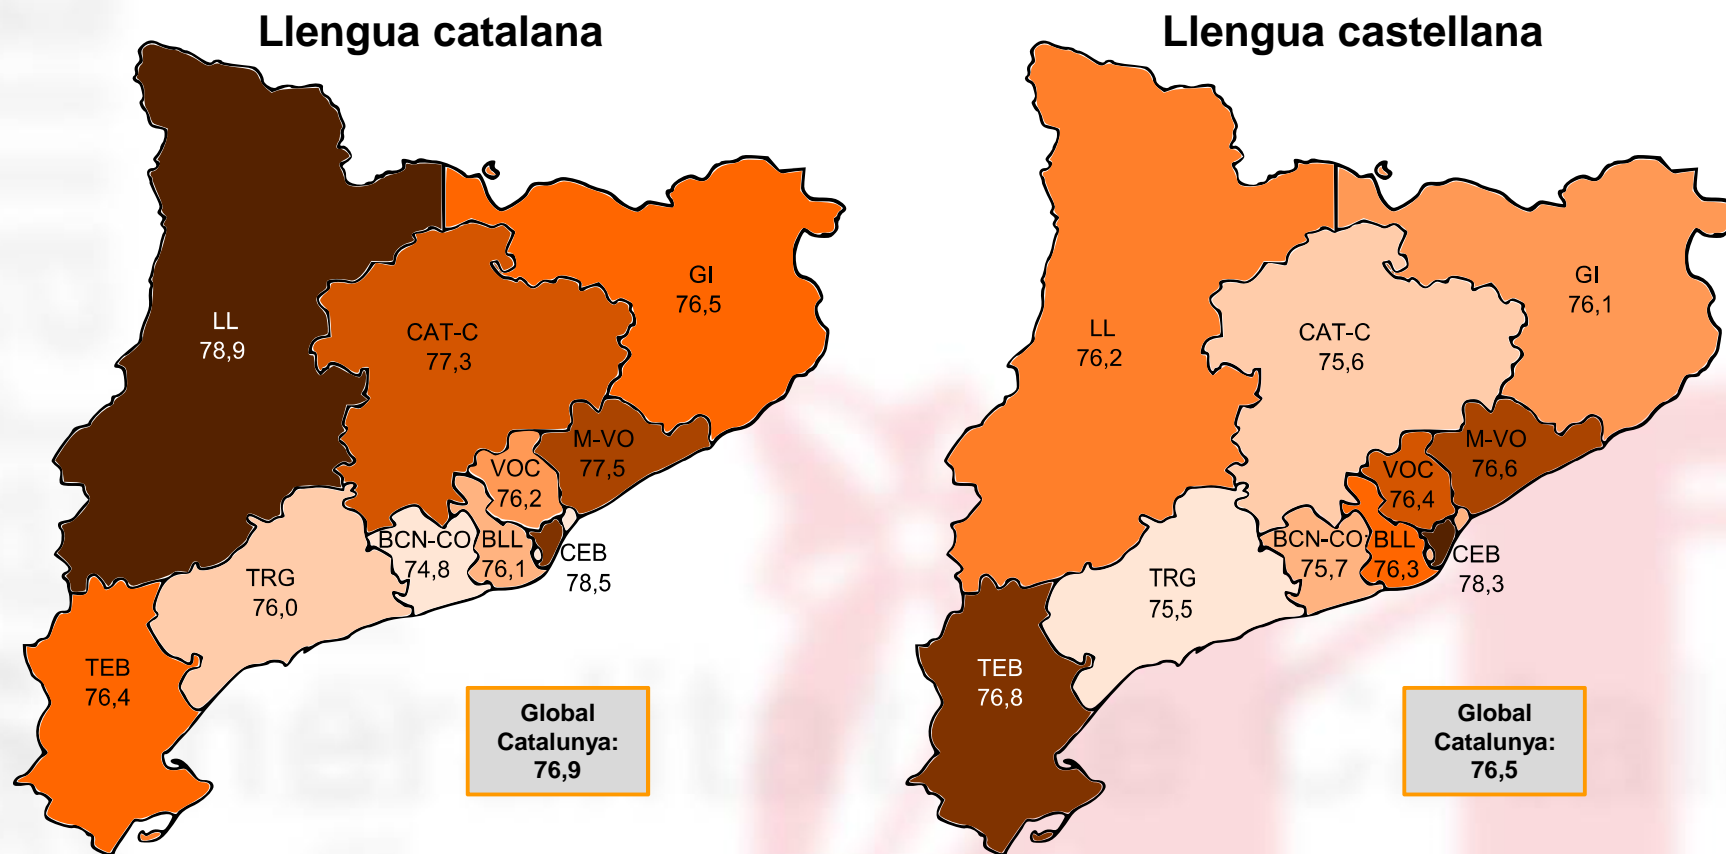 Llengua catalana
LL
78,9
CAT-C
77,3
GI
76,5
M-VO
77,5
VOC
76,2
BCN-CO
74,8
BLL
76,1
CEB
78,5
TRG
76,0
TEB
76,4
Global
Catalunya:
76,9
Llengua castellana
LL
76,2
CAT-C
75,6
GI
76,1
M-VO
76,6
VOC
76,4
BCN-CO
75,7
BLL
76,3
CEB
78,3
TRG
75,5
TEB
76,8
Global
Catalunya:
76,5